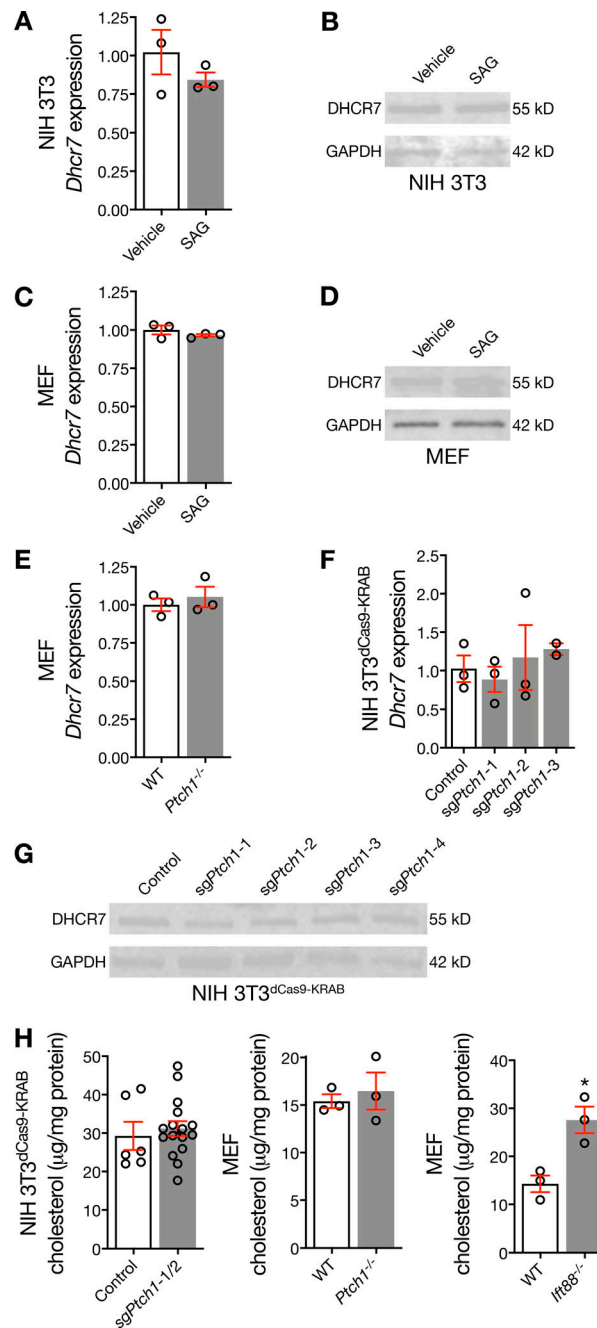 A
NIH 3T3
Dhcr7 expression
1.25
1.00
0.75
0.50
0.25
0.00
Vehicle
SAG
B
Vehicle
SAG
DHCR7
55 kD
GAPDH
42 kD
NIH 3T3
C
MEF
Dhcr7 expression
1.25
1.00
0.75
0.50
0.25
0.00
Vehicle
SAG
D
Vehicle
SAG
DHCR7
55 kD
GAPDH
42 kD
MEF
E
MEF
Dhcr7 expression
1.25
1.00
0.75
0.50
0.25
0.00
WT
Ptch1-/-
F
NIH 3T3dCas9-KRAB
Dhcr7 expression
2.5
2.0
1.5
1.0
0.5
0.0
Control
sgPtch1-1
sgPtch1-2
sgPtch1-3
G
Control
sgPtch1-1
sgPtch1-2
sgPtch1-3
sgPtch1-4
DHCR7
55 kD
GAPDH
42 kD
NIH 3T3dCas9-KRAB
H
NIH 3T3dCas9-KRAB
cholesterol (µg/mg protein)
50
40
30
20
10
0
Control
sgPtch1-1/2
MEF
cholesterol (µg/mg protein)
20
15
10
5
0
WT
Ptch1-/-
MEF
cholesterol (µg/mg protein)
40
30
20
10
0
*
WT
Ift88-/-